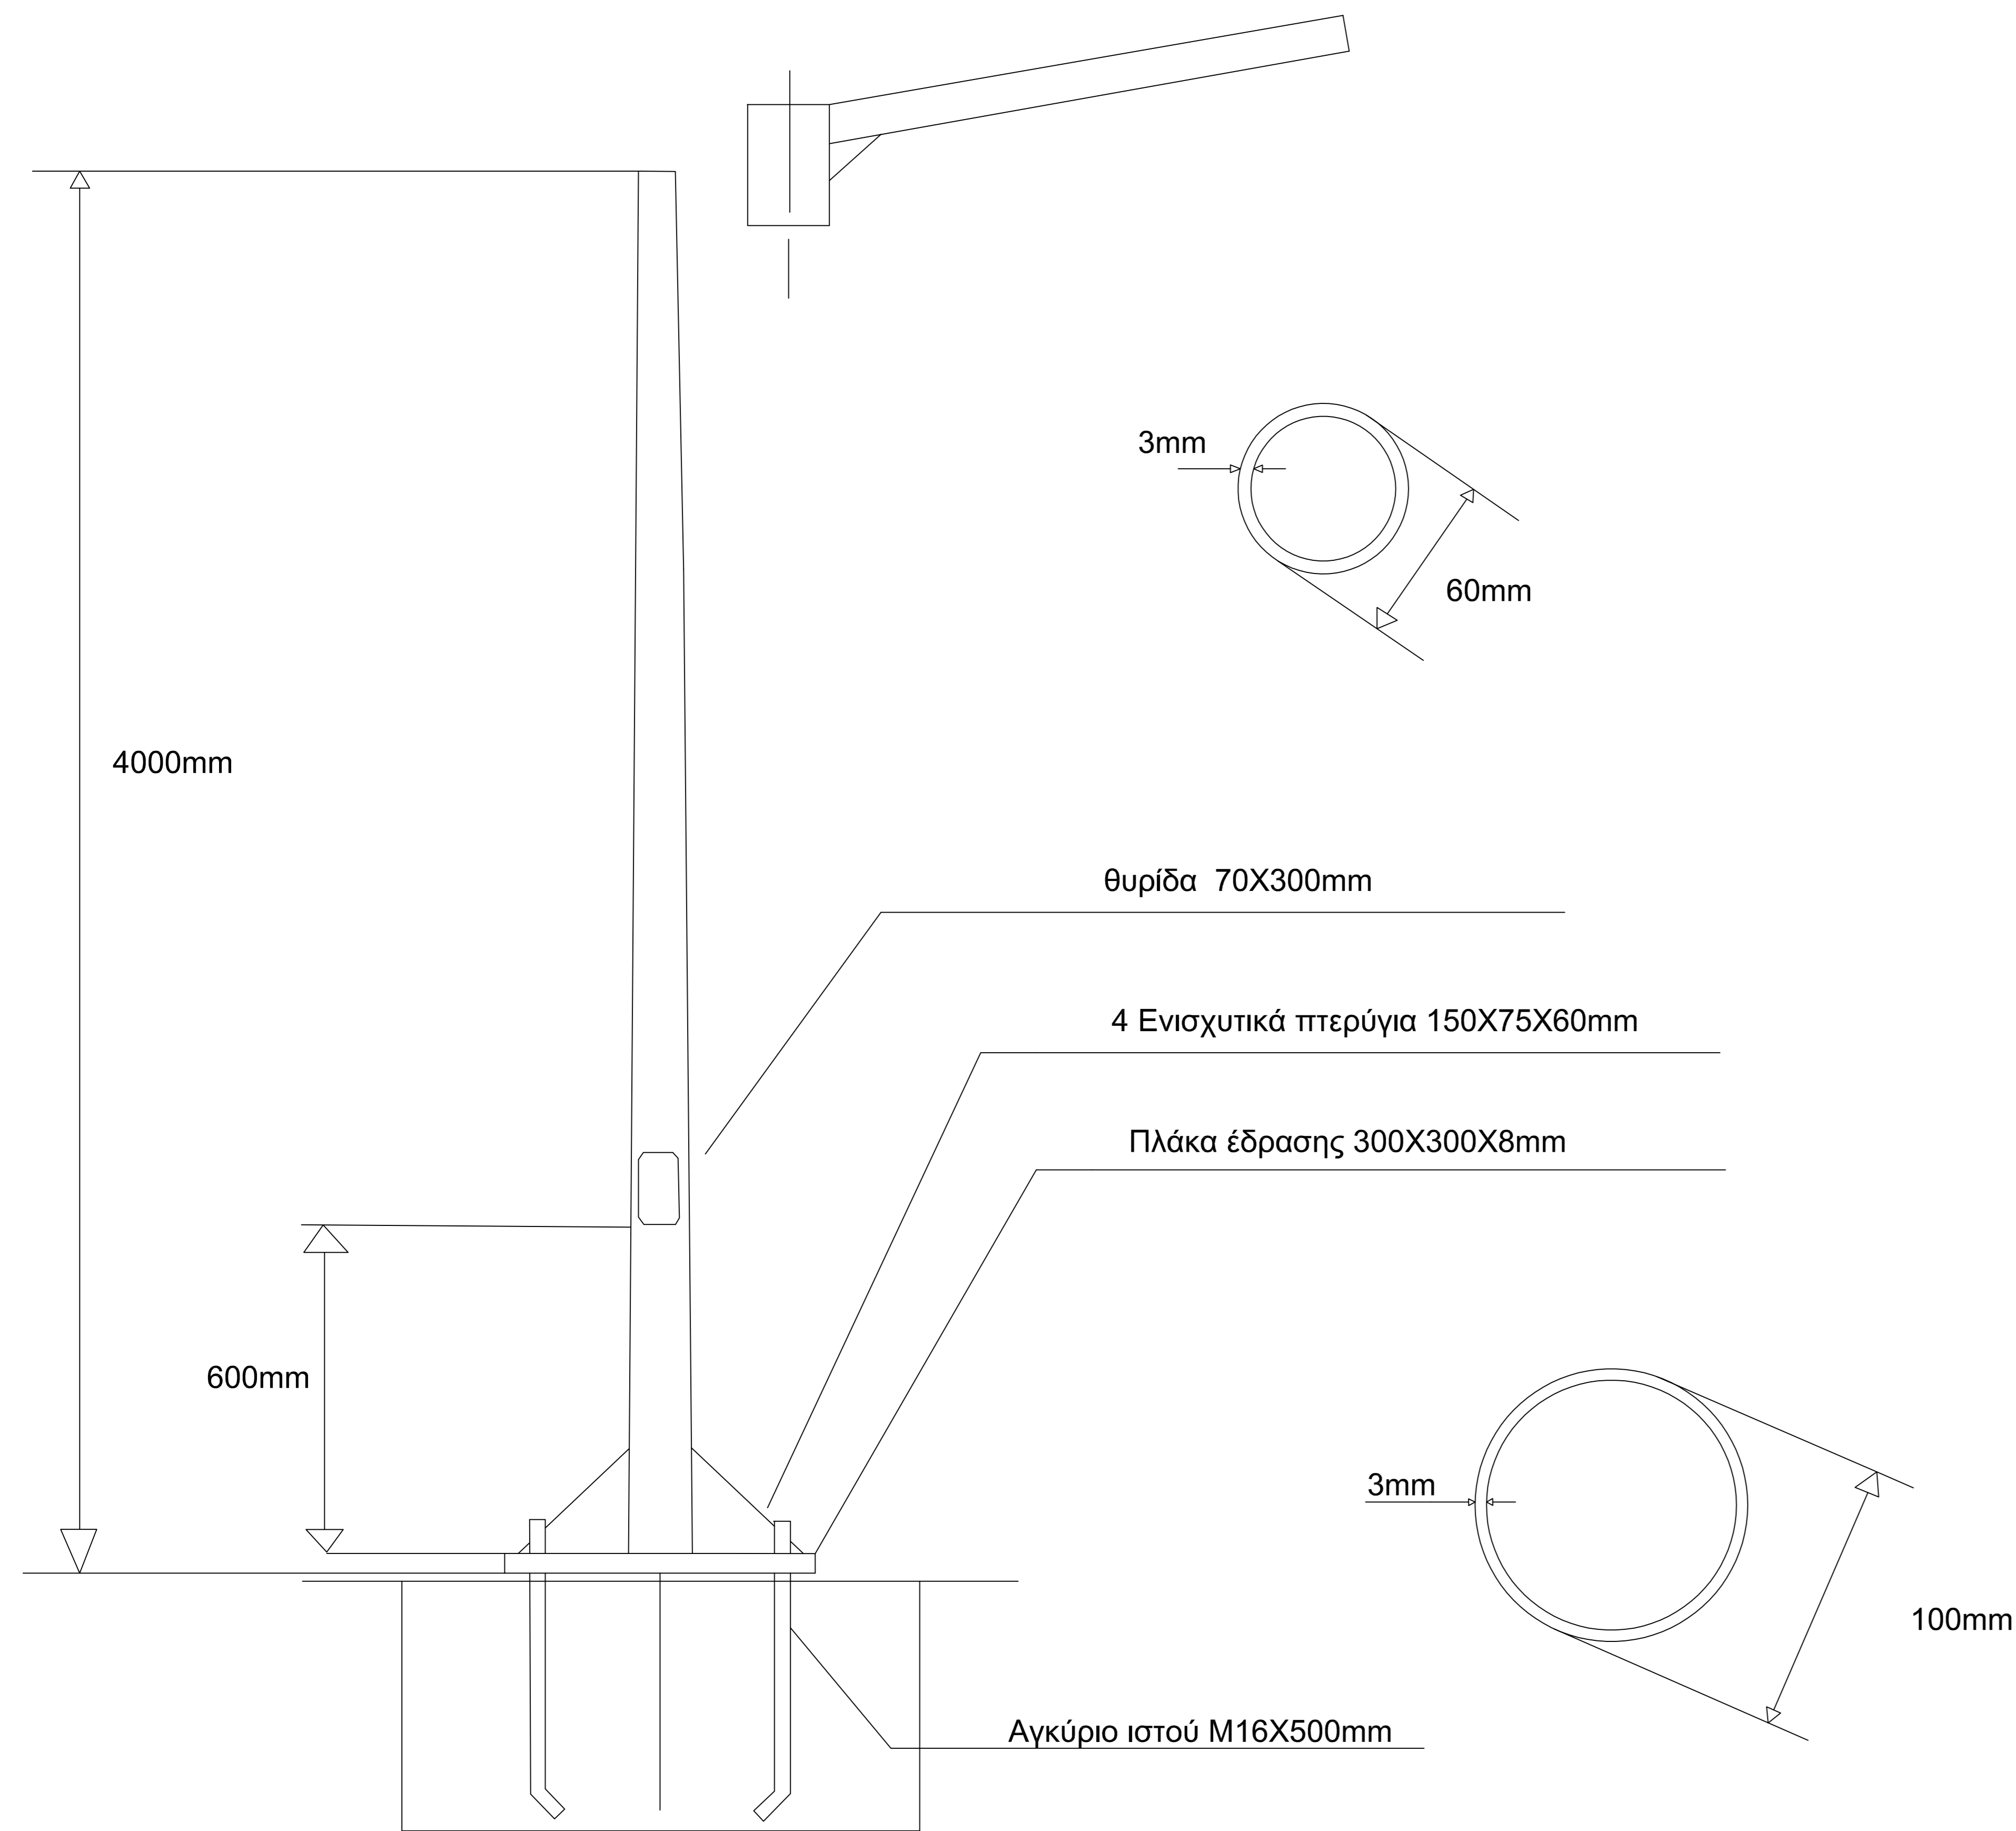 3mm
60mm
4000mm
θυρίδα 70X300mm
4 Ενισχυτικά πτερύγια 150X75X60mm
Πλάκα έδρασης 300X300X8mm
600mm
3mm
100mm
Αγκύριο ιστού M16X500mm